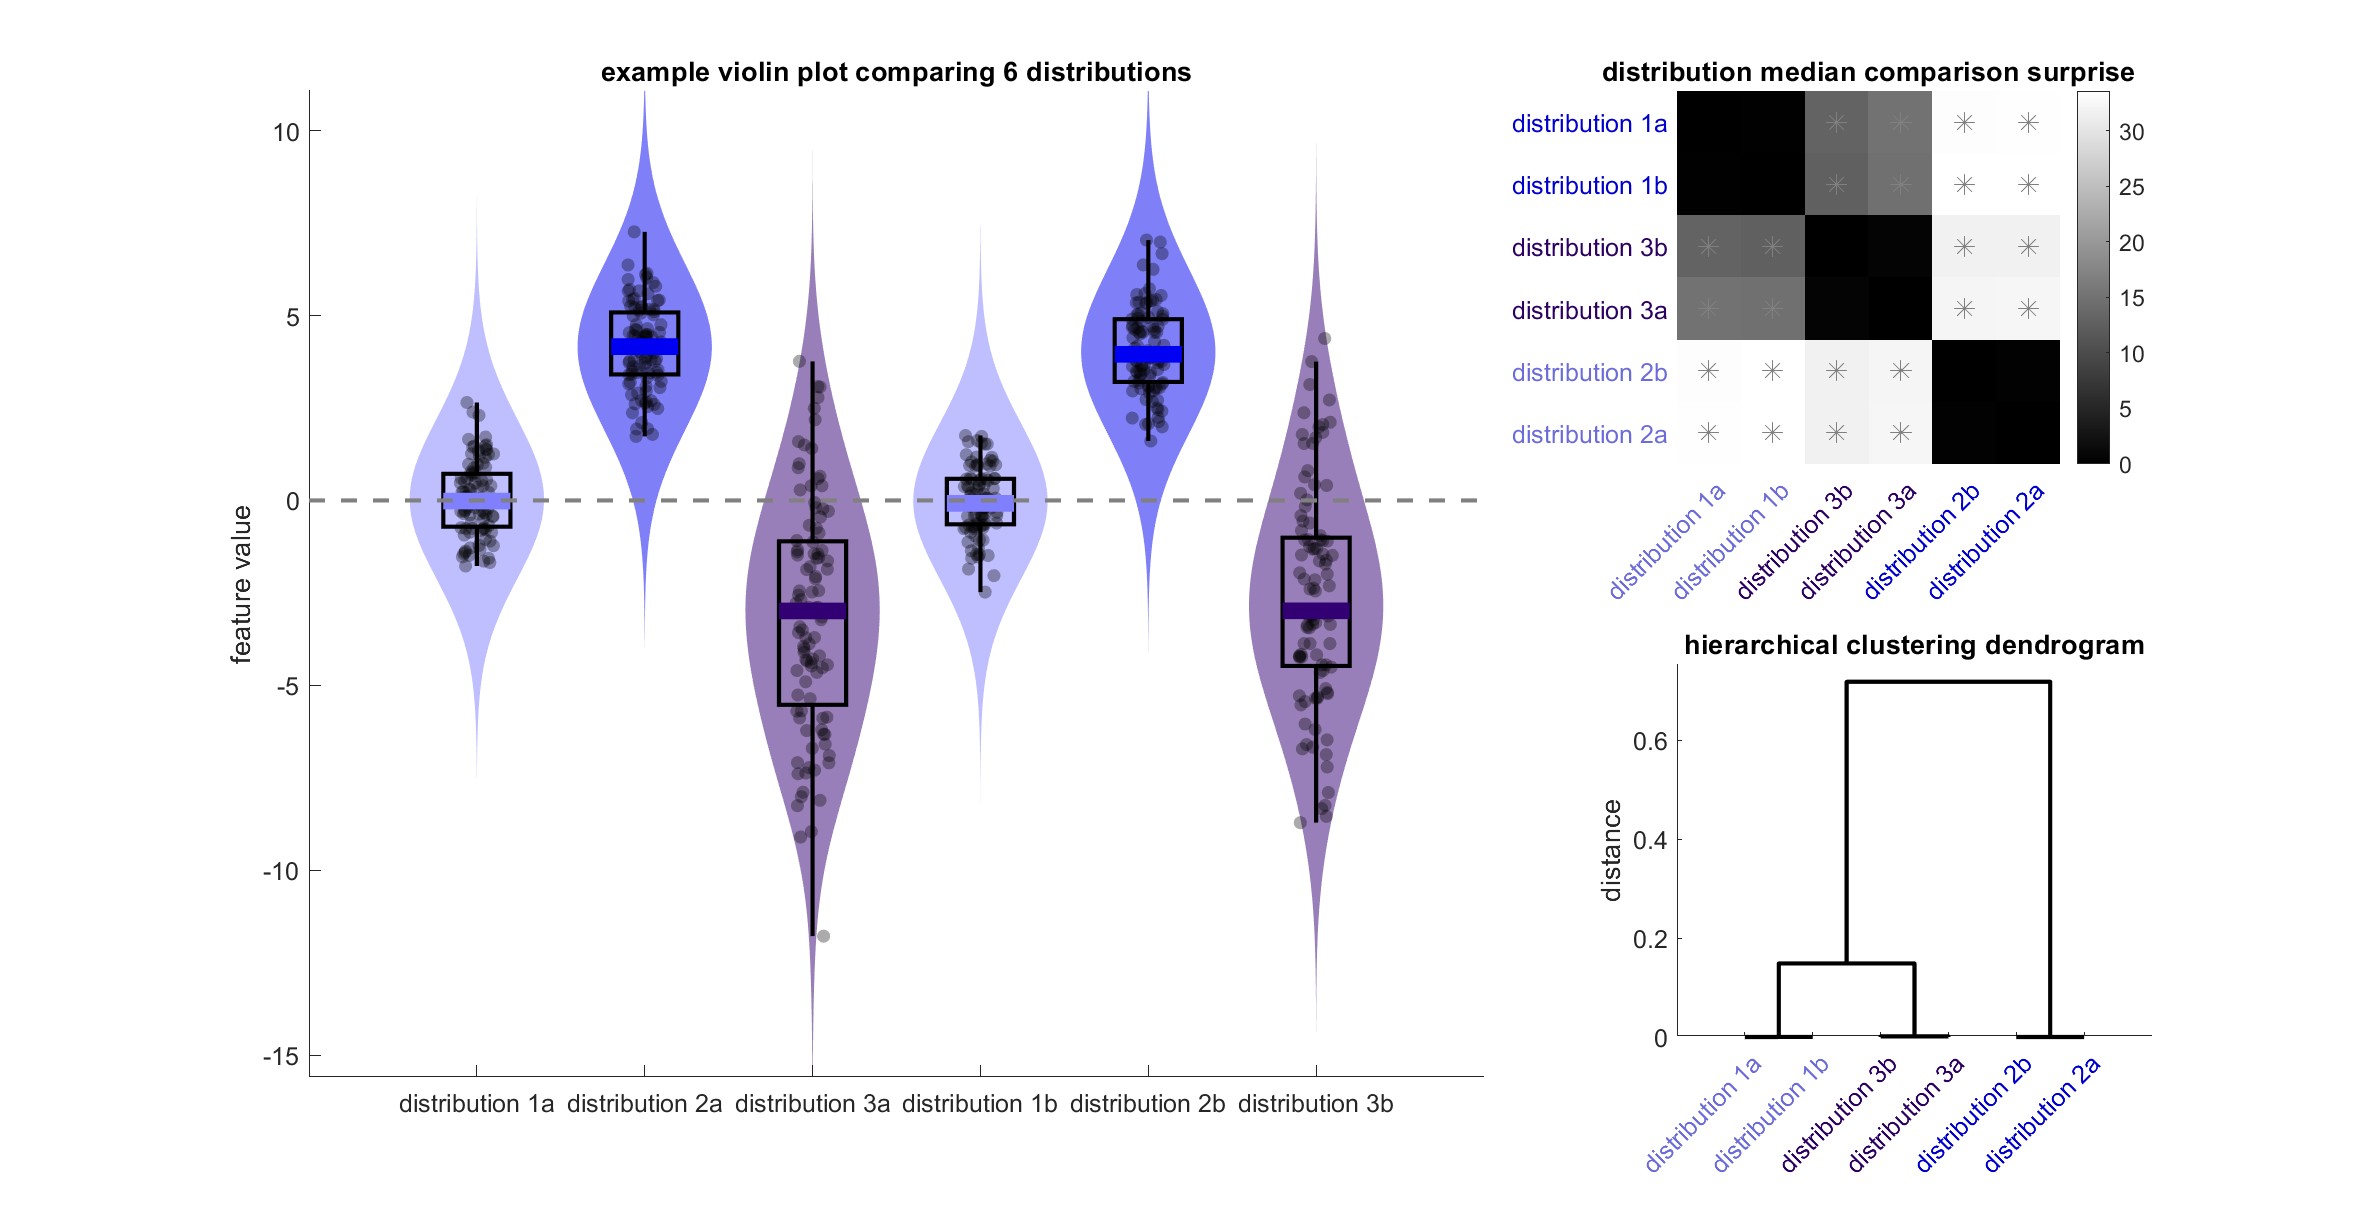 example violin plot comparing 6 distributions
feature value
10
5
0
-5
-10
-15
distribution 1a
distribution 2a
distribution 3a
distribution 1b
distribution 2b
distribution 3b
distribution median comparison surprise
distribution 1a
distribution 1b
distribution 3b
distribution 3a
distribution 2b
distribution 2a
30
25
20
15
10
5
0
distribution 1a
distribution 1b
distribution 3b
distribution 3a
distribution 2b
distribution 2a
hierarchical clustering dendrogram
distance
0.6
0.4
0.2
0
distribution 1a
distribution 1b
distribution 3b
distribution 3a
distribution 2b
distribution 2a